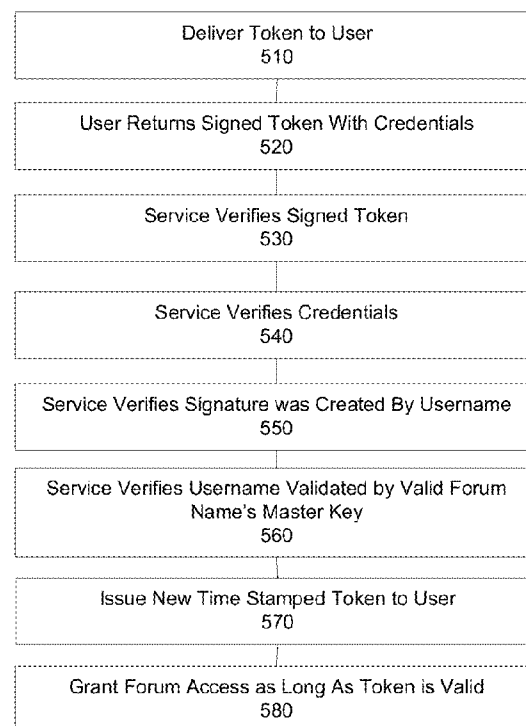 Deliver Token to User
510
User Returns Signed Token With Credentials
520
Service Verifies Signed Token
530
Service Verifies Credentials
540
Service Verifies Signature was Created By Username
550
Service Verifies Username Validated by Valid Forum
Name's Master Key
560
Issue New Time Stamped Token to User
570
Grant Forum Access as Long As Token is Valid
580